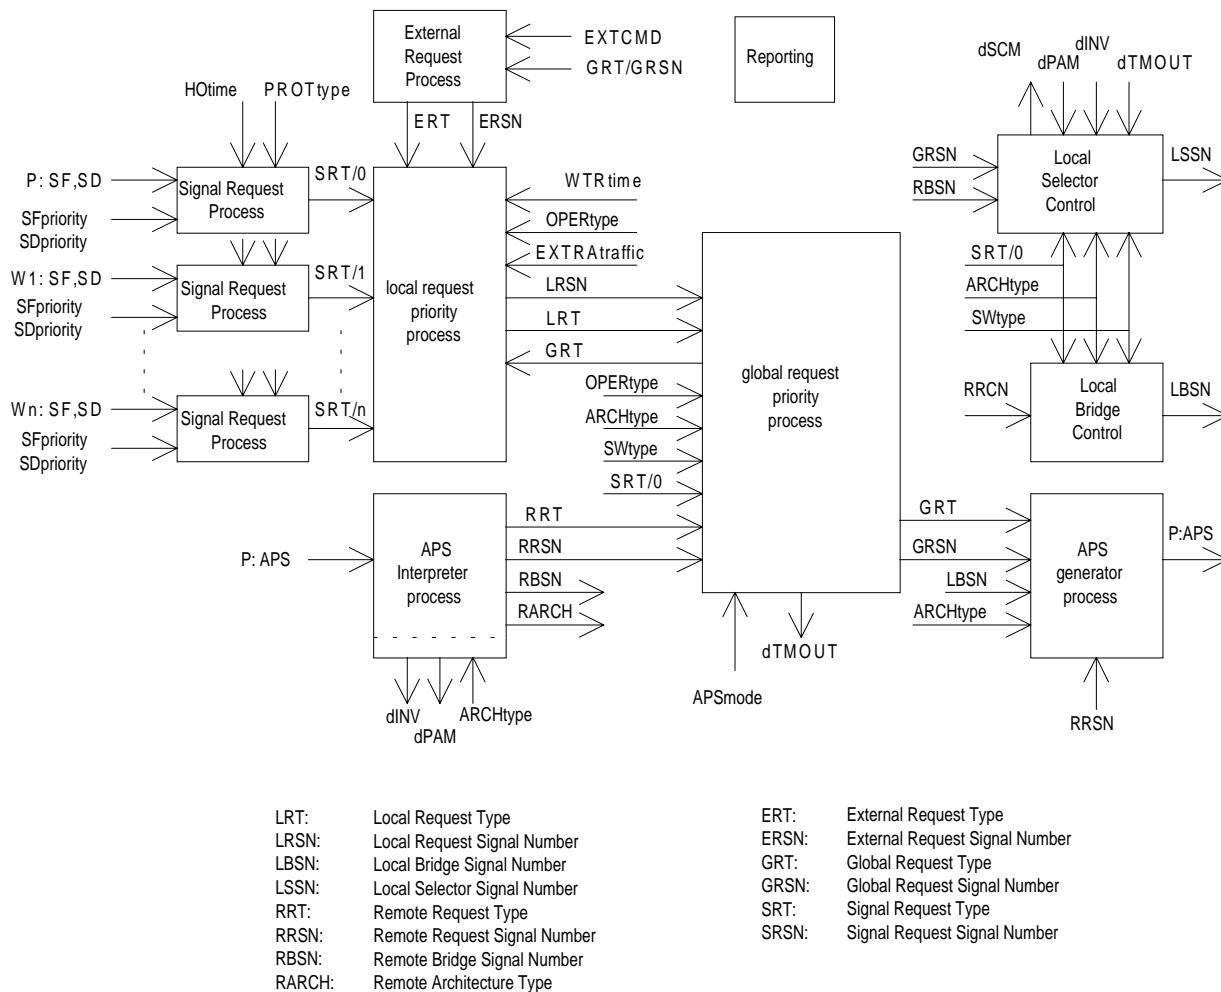 External
Request
Process
EXTCMD
GRT/GRSN
Reporting
dSCM
dINV
dPAM
dTMOUT
HOtime
PROTtype
ERT
ERSN
P: SF,SD
SFpriority
SDpriority
Signal Request
Process
SRT/0
W1: SF,SD
SFpriority
SDpriority
Signal Request
Process
SRT/1
Wn: SF,SD
SFpriority
SDpriority
Signal Request
Process
SRT/n
local request
priority
process
WTRtime
OPERtype
EXTRAtraffic
LRSN
LRT
GRT
OPERtype
ARCHtype
SWtype
SRT/0
global request
priority
process
GRSN
RBSN
Local
Selector
Control
LSSN
SRT/0
ARCHtype
SWtype
RRCN
Local
Bridge
Control
LBSN
P: APS
APS
Interpreter
process
RRT
RRSN
RBSN
RARCH
dINV
dPAM
ARCHtype
APSmode
dTMOUT
GRT
GRSN
LBSN
ARCHtype
APS
generator
process
P:APS
RRSN
LRT: Local Request Type
LRSN: Local Request Signal Number
LBSN: Local Bridge Signal Number
LSSN: Local Selector Signal Number
RRT: Remote Request Type
RRSN: Remote Request Signal Number
RBSN: Remote Bridge Signal Number
RARCH: Remote Architecture Type
ERT: External Request Type
ERSN: External Request Signal Number
GRT: Global Request Type
GRSN: Global Request Signal Number
SRT: Signal Request Type
SRSN: Signal Request Signal Number